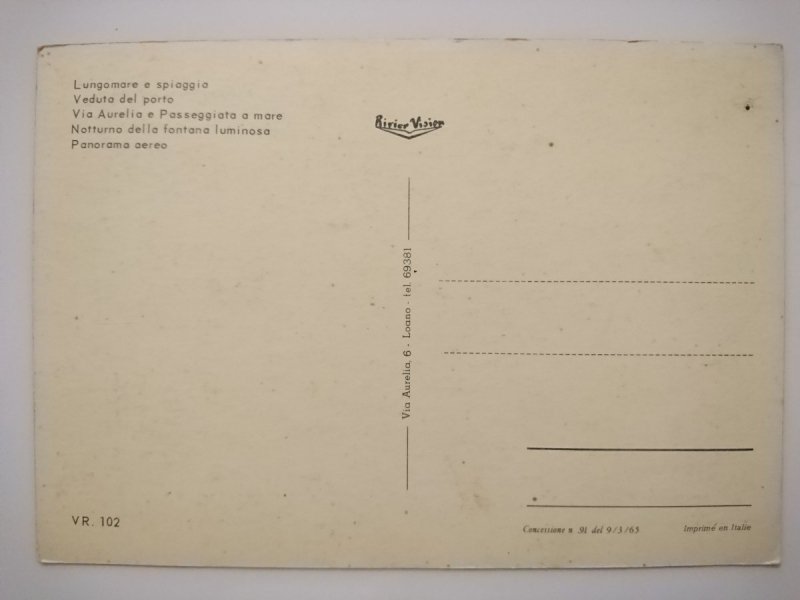 Lungomare e spiaggia
Veduta del porto
Via Aurelia e Passeggiata a mare
Notturno della fontana luminosa
Panorama aereo
Rivier Vision
Via Aurelia, 6 - Loano - tel. 69381
VR. 102
Concessione n .91 del 9/3/65
Imprimé en Italie